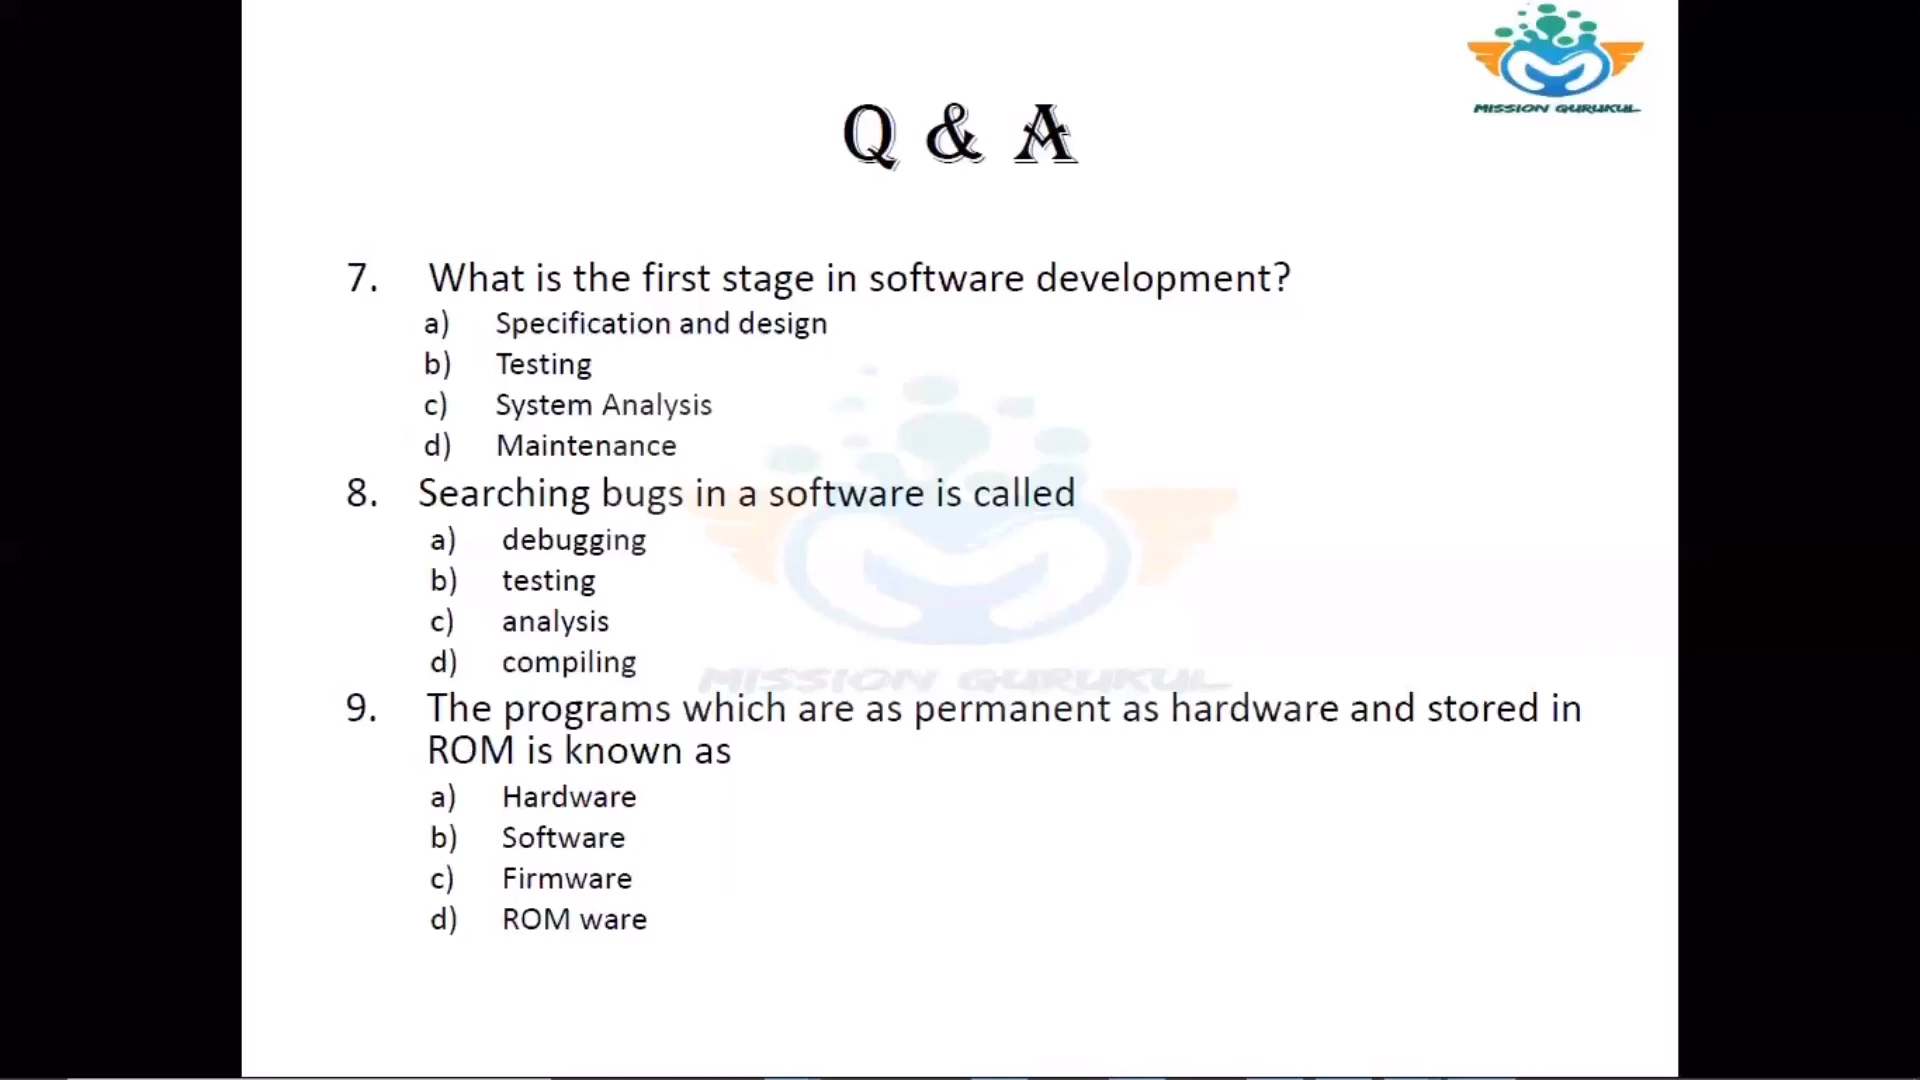 MISSION GURUKUL
Q & A
7. What is the first stage in software development?
a) Specification and design
b) Testing
c) System Analysis
d) Maintenance
8. Searching bugs in a software is called
a) debugging
b) testing
c) analysis
d) compiling
MISSION GURUKUL
9. The programs which are as permanent as hardware and stored in
ROM is known as
a) Hardware
b) Software
c) Firmware
d) ROM ware